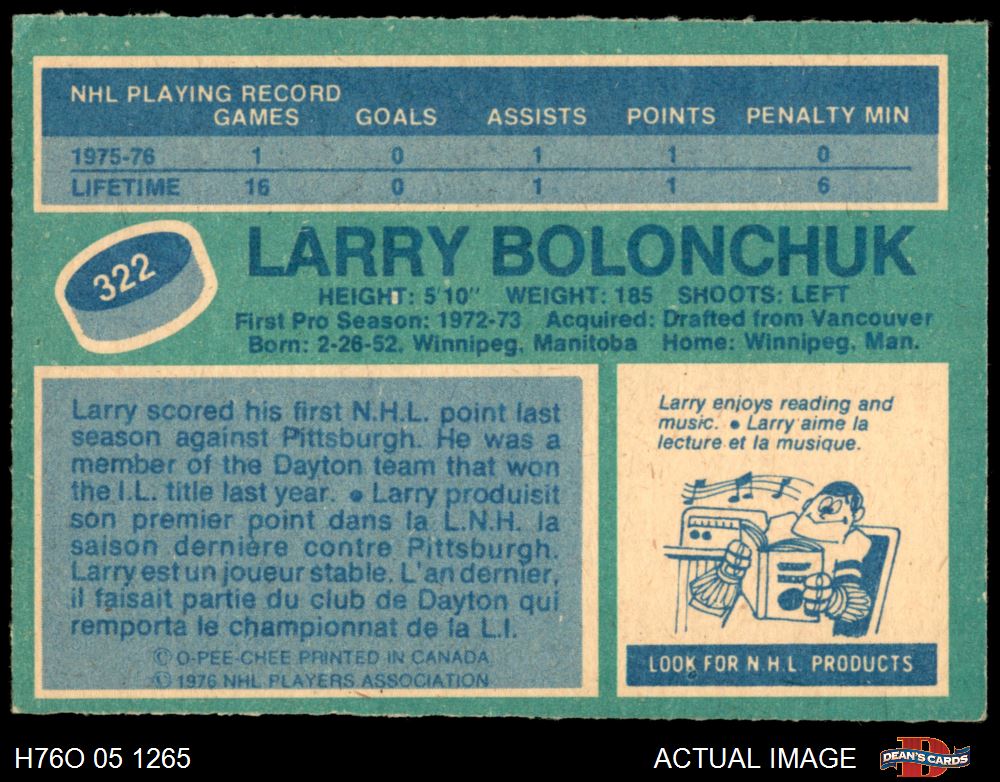 NHL PLAYING RECORD
GAMES GOALS ASSISTS POINTS PENALTY MIN
1975-76 1 0 1 1 0
LIFETIME 16 0 1 1 6
322
LARRY BOLONCHUK
HEIGHT: 5'10" WEIGHT: 185 SHOOTS: LEFT
First Pro Season: 1972-73 Acquired: Drafted from Vancouver
Born: 2-26-52, Winnipeg, Manitoba Home: Winnipeg, Man.
Larry scored his first N.H.L. point last
season against Pittsburgh. He was a
member of the Dayton team that won
the I.L. title last year. • Larry produisit
son premier point dans la L.N.H. la
saison dernière contre Pittsburgh.
Larry est un joueur stable. L'an dernier,
il faisait partie du club de Dayton qui
remporta le championnat de la L.I.
© O-PEE-CHEE PRINTED IN CANADA
© 1976 NHL PLAYERS ASSOCIATION
Larry enjoys reading and
music. • Larry aime la
lecture et la musique.
LOOK FOR N.H.L. PRODUCTS
H76O 05 1265
ACTUAL IMAGE
DEAN'S CARDS